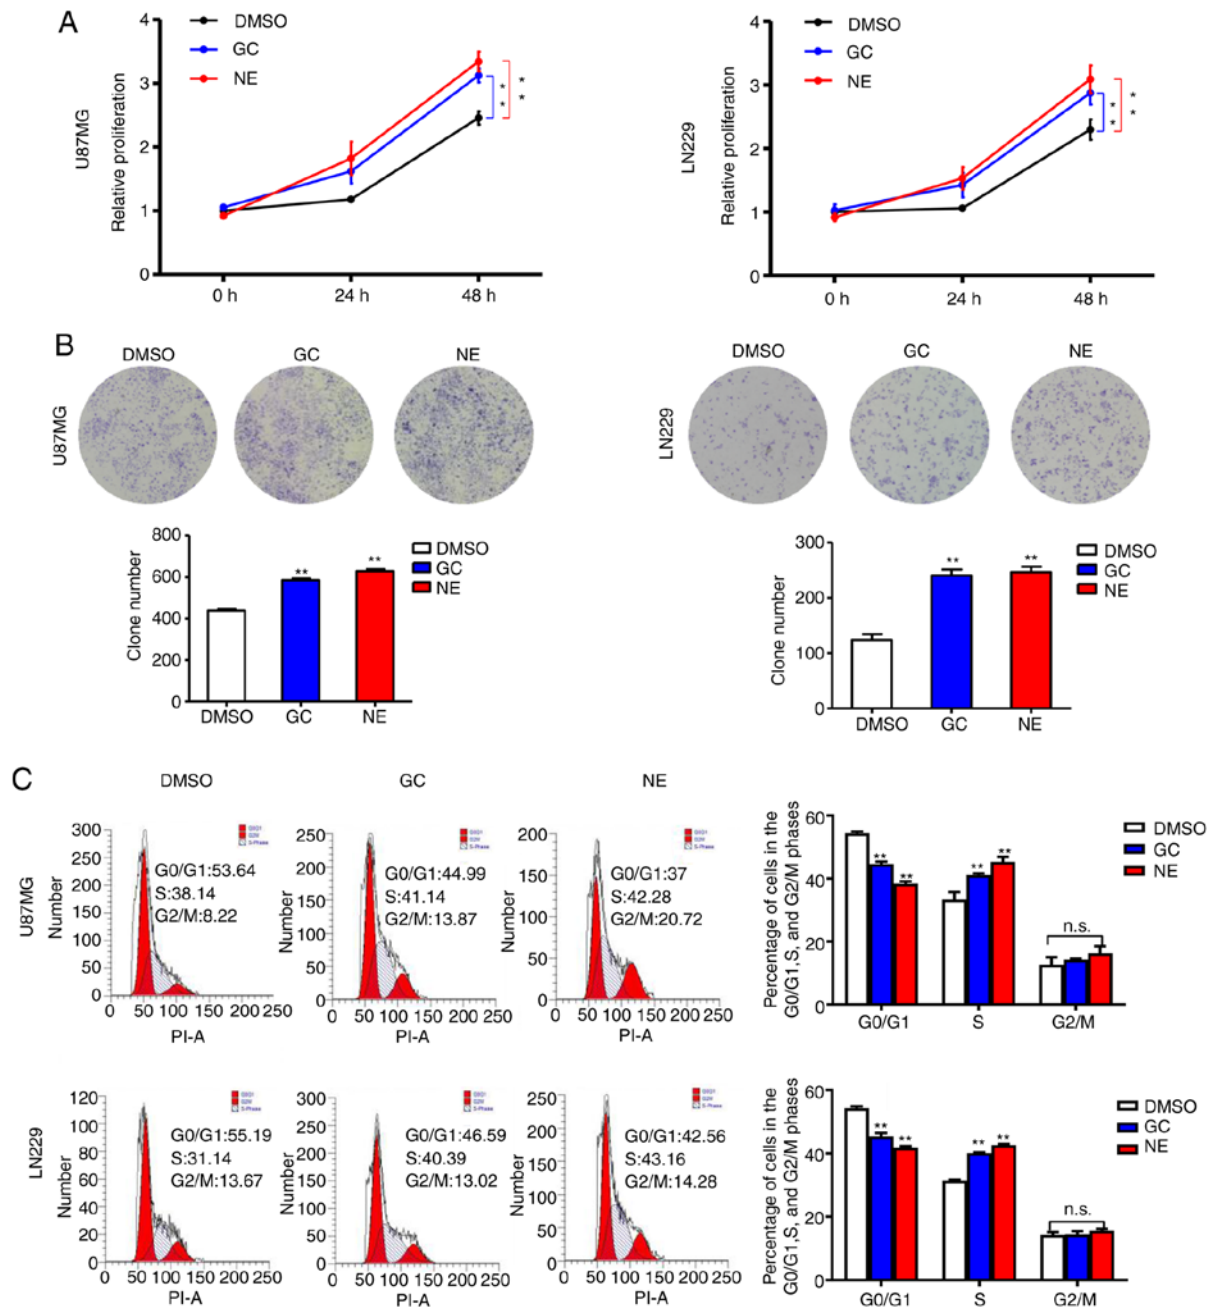 A
DMSO
GC
NE
U87MG
Relative proliferation
4
3
2
1
0
0 h
24 h
48 h
**
**
DMSO
GC
NE
LN229
Relative proliferation
4
3
2
1
0
0 h
24 h
48 h
**
**
B
DMSO
GC
NE
U87MG
DMSO
GC
NE
LN229
Clone number
800
600
400
200
0
**
**
DMSO
GC
NE
DMSO
GC
NE
Clone number
300
200
100
0
**
**
DMSO
GC
NE
DMSO
GC
NE
C
DMSO
GC
NE
U87MG
Number
300
250
200
150
100
50
0
G0/G1:53.64
S:38.14
G2/M:8.22
0 50 100 150 200 250
PI-A
Number
250
200
150
100
50
0
G0/G1:44.99
S:41.14
G2/M:13.87
0 50 100 150 200 250
PI-A
Number
200
150
100
50
0
G0/G1:37
S:42.28
G2/M:20.72
0 50 100 150 200 250
PI-A
Percentage of cells in the
G0/G1,S, and G2/M phases
60
40
20
0
** **
** **
n.s.
G0/G1
S
G2/M
DMSO
GC
NE
LN229
Number
120
100
80
60
40
20
0
G0/G1
G2/M
S-Phase
G0/G1:55.19
S:31.14
G2/M:13.67
0 50 100 150 200 250
PI-A
Number
300
250
200
150
100
50
0
G0/G1:46.59
S:40.39
G2/M:13.02
0 50 100 150 200 250
PI-A
Number
250
200
150
100
50
0
G0/G1:42.56
S:43.16
G2/M:14.28
0 50 100 150 200 250
PI-A
Percentage of cells in the
G0/G1,S, and G2/M phases
60
40
20
0
** **
** **
n.s.
G0/G1
S
G2/M
DMSO
GC
NE